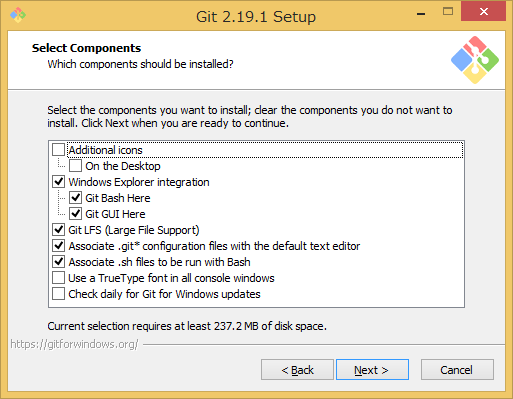 Git 2.19.1 Setup
Select Components
Which components should be installed?
Select the components you want to install; clear the components you do not want to
install. Click Next when you are ready to continue.
Additional icons
On the Desktop
Windows Explorer integration
Git Bash Here
Git GUI Here
Git LFS (Large File Support)
Associate .git* configuration files with the default text editor
Associate .sh files to be run with Bash
Use a TrueType font in all console windows
Check daily for Git for Windows updates
Current selection requires at least 237.2 MB of disk space.
https://gitforwindows.org/
< Back
Next >
Cancel